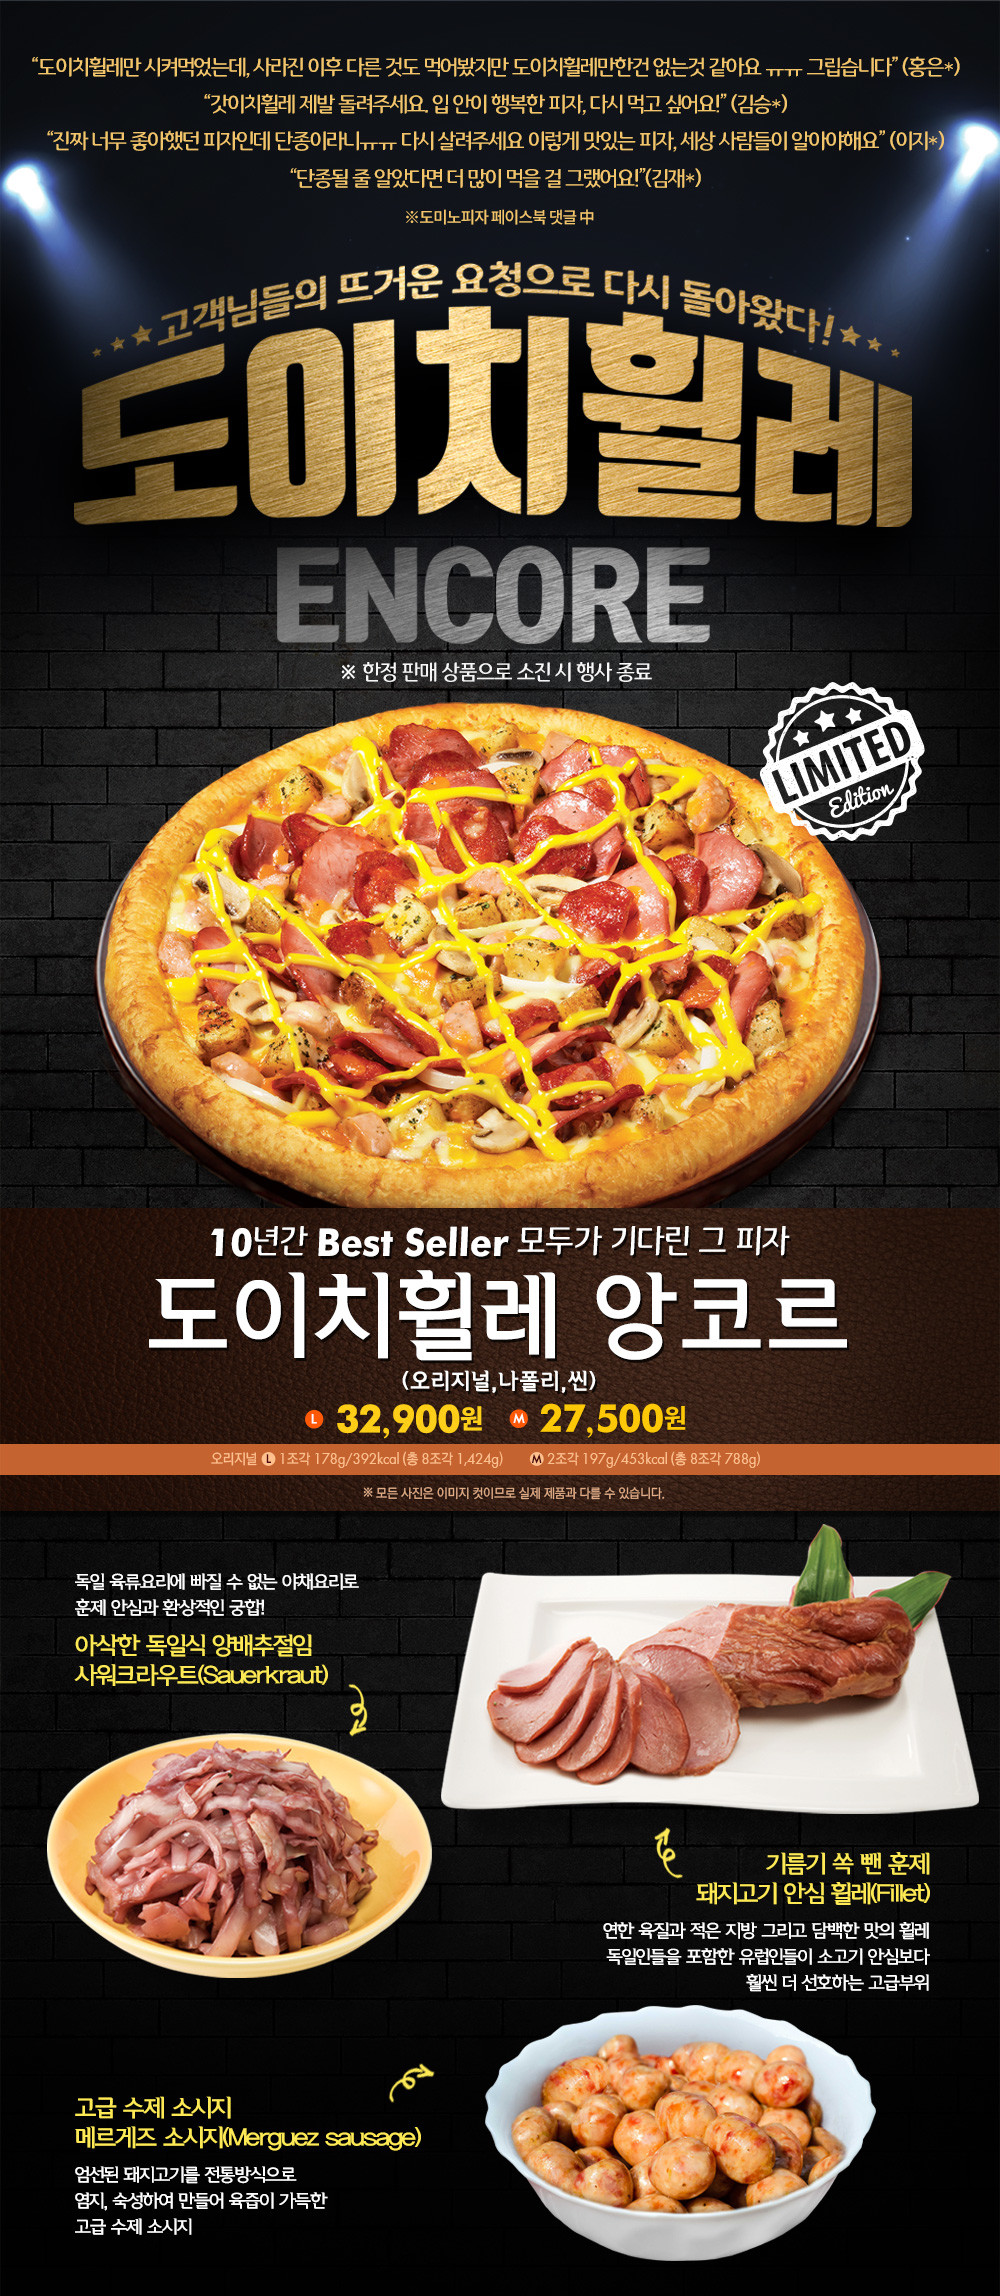 “도이치휠레만 시켜먹었는데, 사라진 이후 다른 것도 먹어봤지만 도이치휠레만한건 없는것 같아요 ㅠㅠ 그립습니다” (홍은*)
“갓이치휠레 제발 돌려주세요. 입 안이 행복한 피자, 다시 먹고 싶어요!” (김승*)
“진짜 너무 좋아했던 피자인데 단종이라니ㅠㅠ 다시 살려주세요 이렇게 맛있는 피자, 세상 사람들이 알아야해요” (이지*)
“단종될 줄 알았다면 더 많이 먹을 걸 그랬어요!”(김재*)
※도미노피자 페이스북 댓글 中
고객님들의 뜨거운 요청으로 다시 돌아왔다!
도이치휠레
ENCORE
※ 한정 판매 상품으로 소진 시 행사 종료
LIMITED
Edition
10년간 Best Seller 모두가 기다린 그 피자
도이치휠레 앙코르
(오리지널,나폴리,씬)
L 32,900원 M 27,500원
오리지널 L 1조각 178g/392kcal (총 8조각 1,424g) M 2조각 197g/453kcal (총 8조각 788g)
※ 모든 사진은 이미지 컷이므로 실제 제품과 다를 수 있습니다.
독일 육류요리에 빠질 수 없는 야채요리로
훈제 안심과 환상적인 궁합!
아삭한 독일식 양배추절임
사워크라우트(Sauerkraut)
기름기 쏙 뺀 훈제
돼지고기 안심 휠레(Fillet)
연한 육질과 적은 지방 그리고 담백한 맛의 휠레
독일인들을 포함한 유럽인들이 소고기 안심보다
훨씬 더 선호하는 고급부위
고급 수제 소시지
메르게즈 소시지(Merguez sausage)
엄선된 돼지고기를 전통방식으로
염지, 숙성하여 만들어 육즙이 가득한
고급 수제 소시지